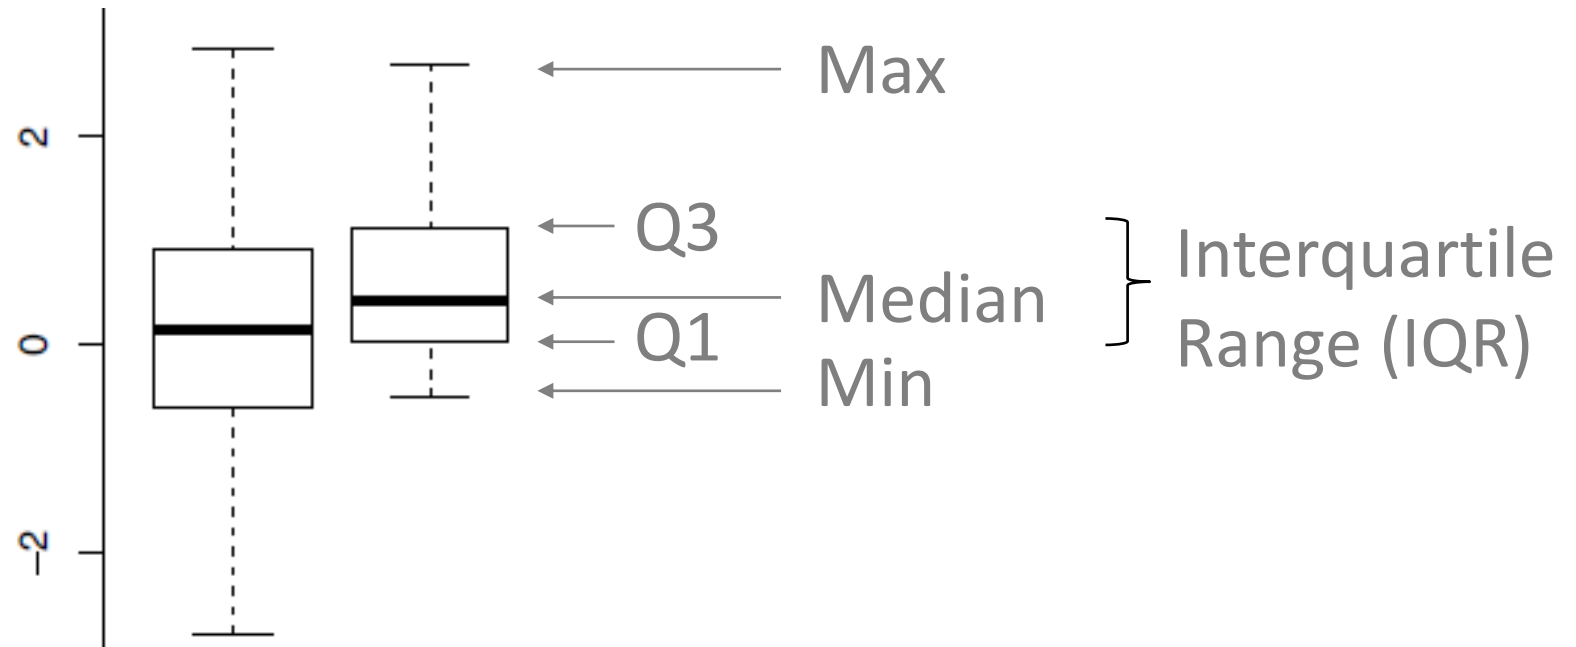 2
0
−2
Max
Q3
Median
Q1
Min
Interquartile
Range (IQR)